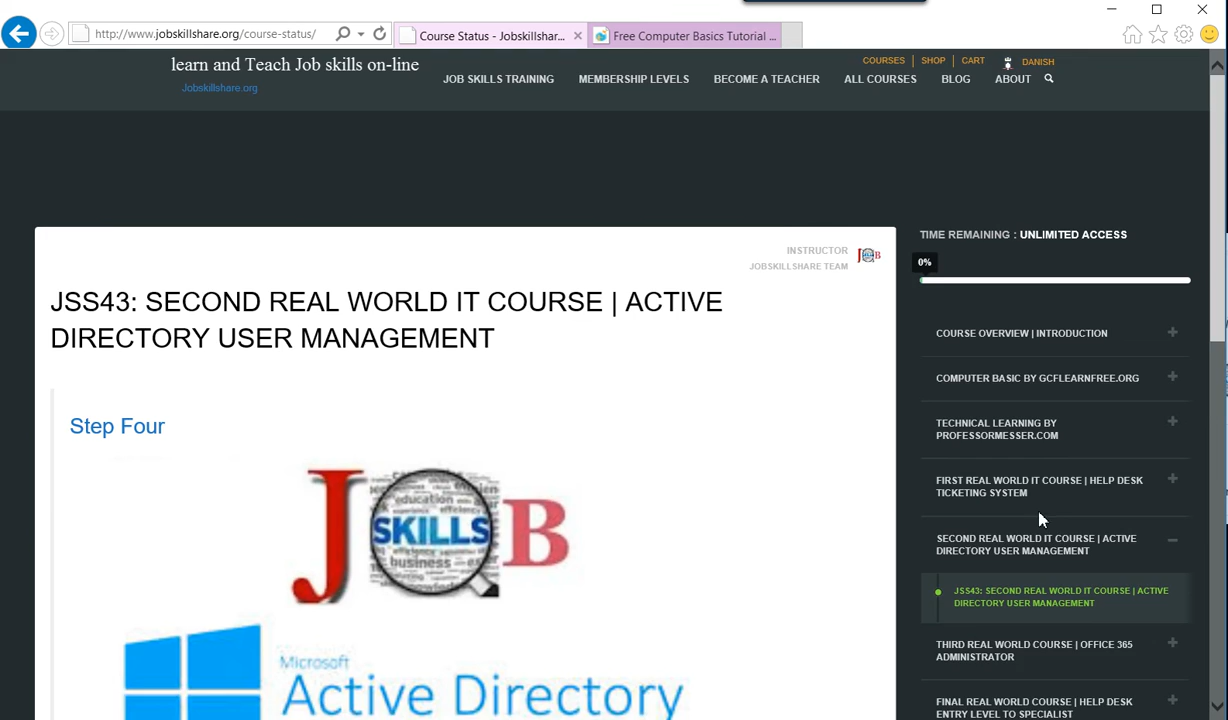 http://www.jobskillshare.org/course-status/
Course Status - Jobskillshar...
Free Computer Basics Tutorial ...
learn and Teach Job skills on-line
Jobskillshare.org
COURSES
SHOP
CART
DANISH
JOB SKILLS TRAINING
MEMBERSHIP LEVELS
BECOME A TEACHER
ALL COURSES
BLOG
ABOUT
INSTRUCTOR
JOBSKILLSHARE TEAM
JOB
JSS43: SECOND REAL WORLD IT COURSE | ACTIVE
DIRECTORY USER MANAGEMENT
Step Four
JOB
SKILLS
education
business
Microsoft
Active Directory
TIME REMAINING : UNLIMITED ACCESS
0%
COURSE OVERVIEW | INTRODUCTION
COMPUTER BASIC BY GCFLEARNFREE.ORG
TECHNICAL LEARNING BY
PROFESSORMESSER.COM
FIRST REAL WORLD IT COURSE | HELP DESK
TICKETING SYSTEM
SECOND REAL WORLD IT COURSE | ACTIVE
DIRECTORY USER MANAGEMENT
JSS43: SECOND REAL WORLD IT COURSE | ACTIVE
DIRECTORY USER MANAGEMENT
THIRD REAL WORLD COURSE | OFFICE 365
ADMINISTRATOR
FINAL REAL WORLD COURSE | HELP DESK
ENTRY LEVEL TO SPECIALIST